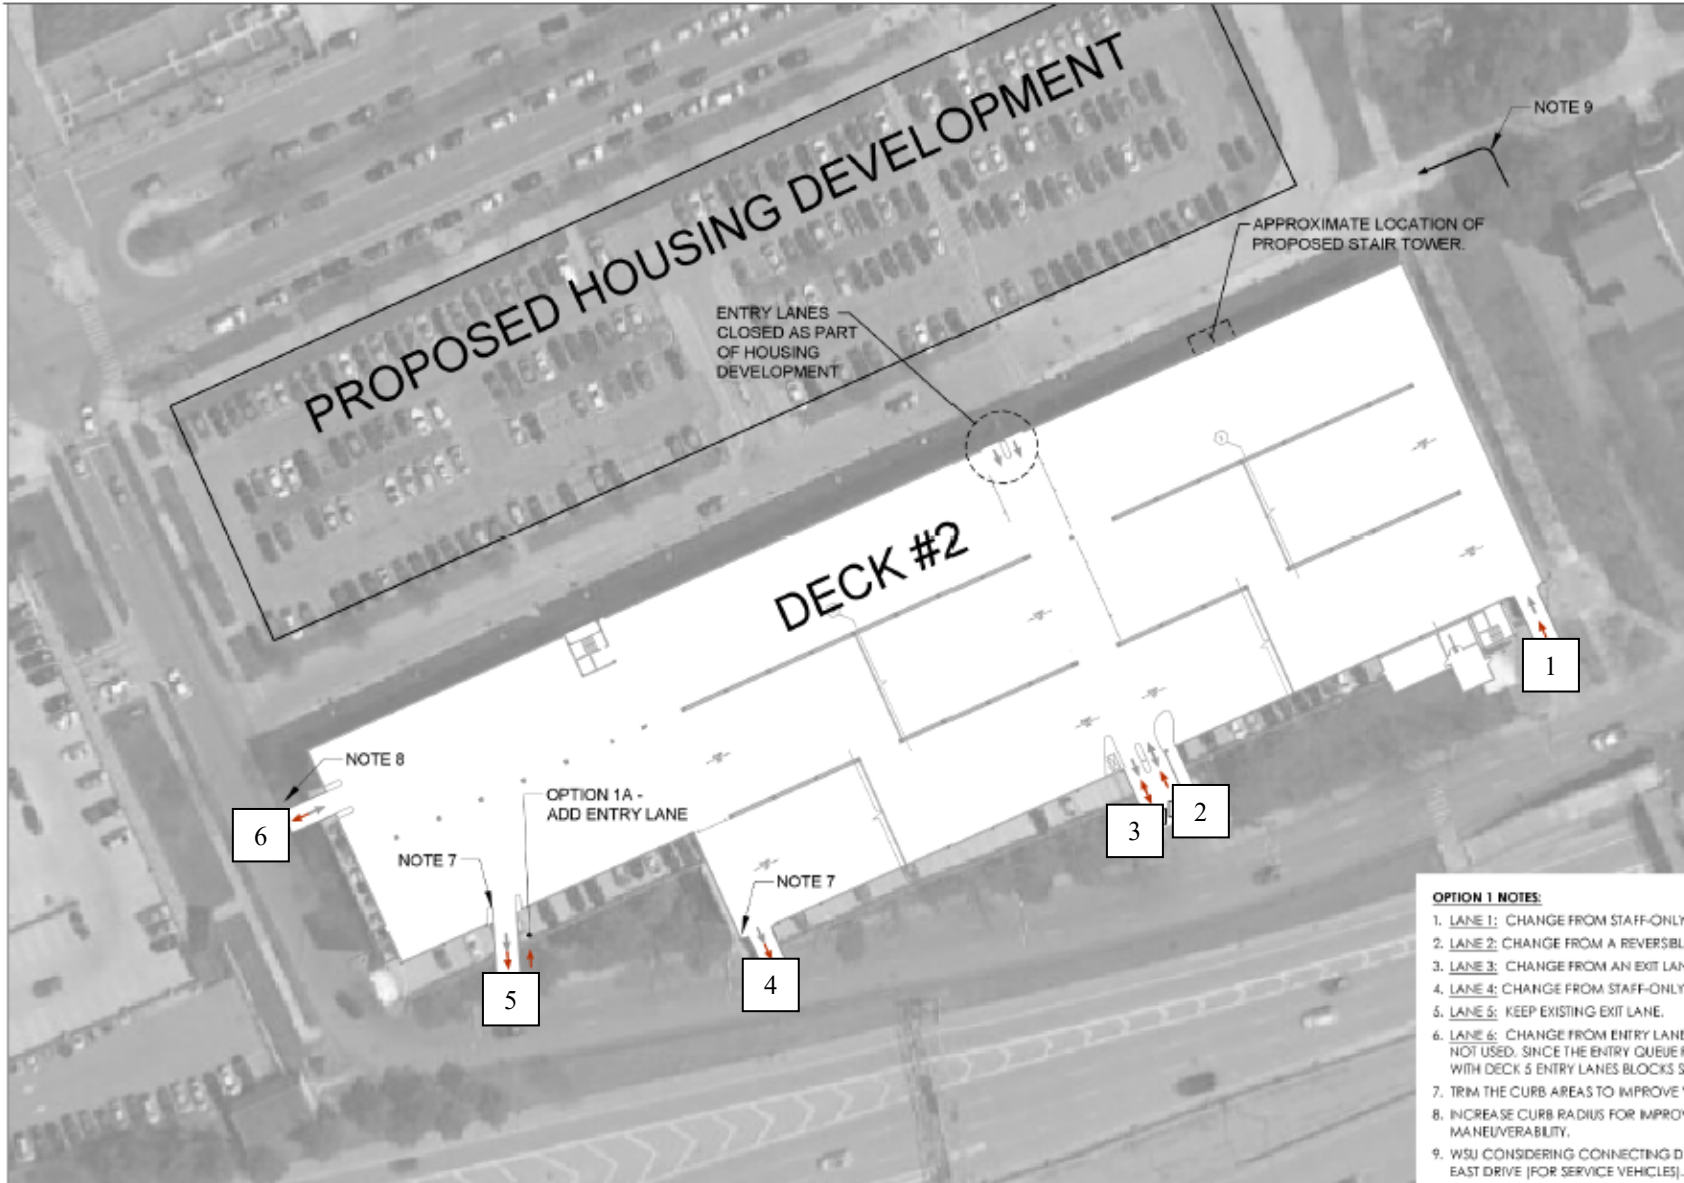 PROPOSED HOUSING DEVELOPMENT
NOTE 9
APPROXIMATE LOCATION OF
PROPOSED STAIR TOWER.
ENTRY LANES
CLOSED AS PART
OF HOUSING
DEVELOPMENT
DECK #2
1
NOTE 8
OPTION 1A -
ADD ENTRY LANE
2
3
6
NOTE 7
NOTE 7
4
5
OPTION 1 NOTES:
1. LANE 1: CHANGE FROM STAFF-ONLY
2. LANE 2: CHANGE FROM A REVERSIBL
3. LANE 3: CHANGE FROM AN EXIT LAN
4. LANE 4: CHANGE FROM STAFF-ONLY
5. LANE 5: KEEP EXISTING EXIT LANE.
6. LANE 6: CHANGE FROM ENTRY LANE
NOT USED, SINCE THE ENTRY QUEUE F
WITH DECK 5 ENTRY LANES BLOCKS S
7. TRIM THE CURB AREAS TO IMPROVE
8. INCREASE CURB RADIUS FOR IMPROV
MANEUVERABILITY.
9. WSU CONSIDERING CONNECTING D
EAST DRIVE (FOR SERVICE VEHICLES).